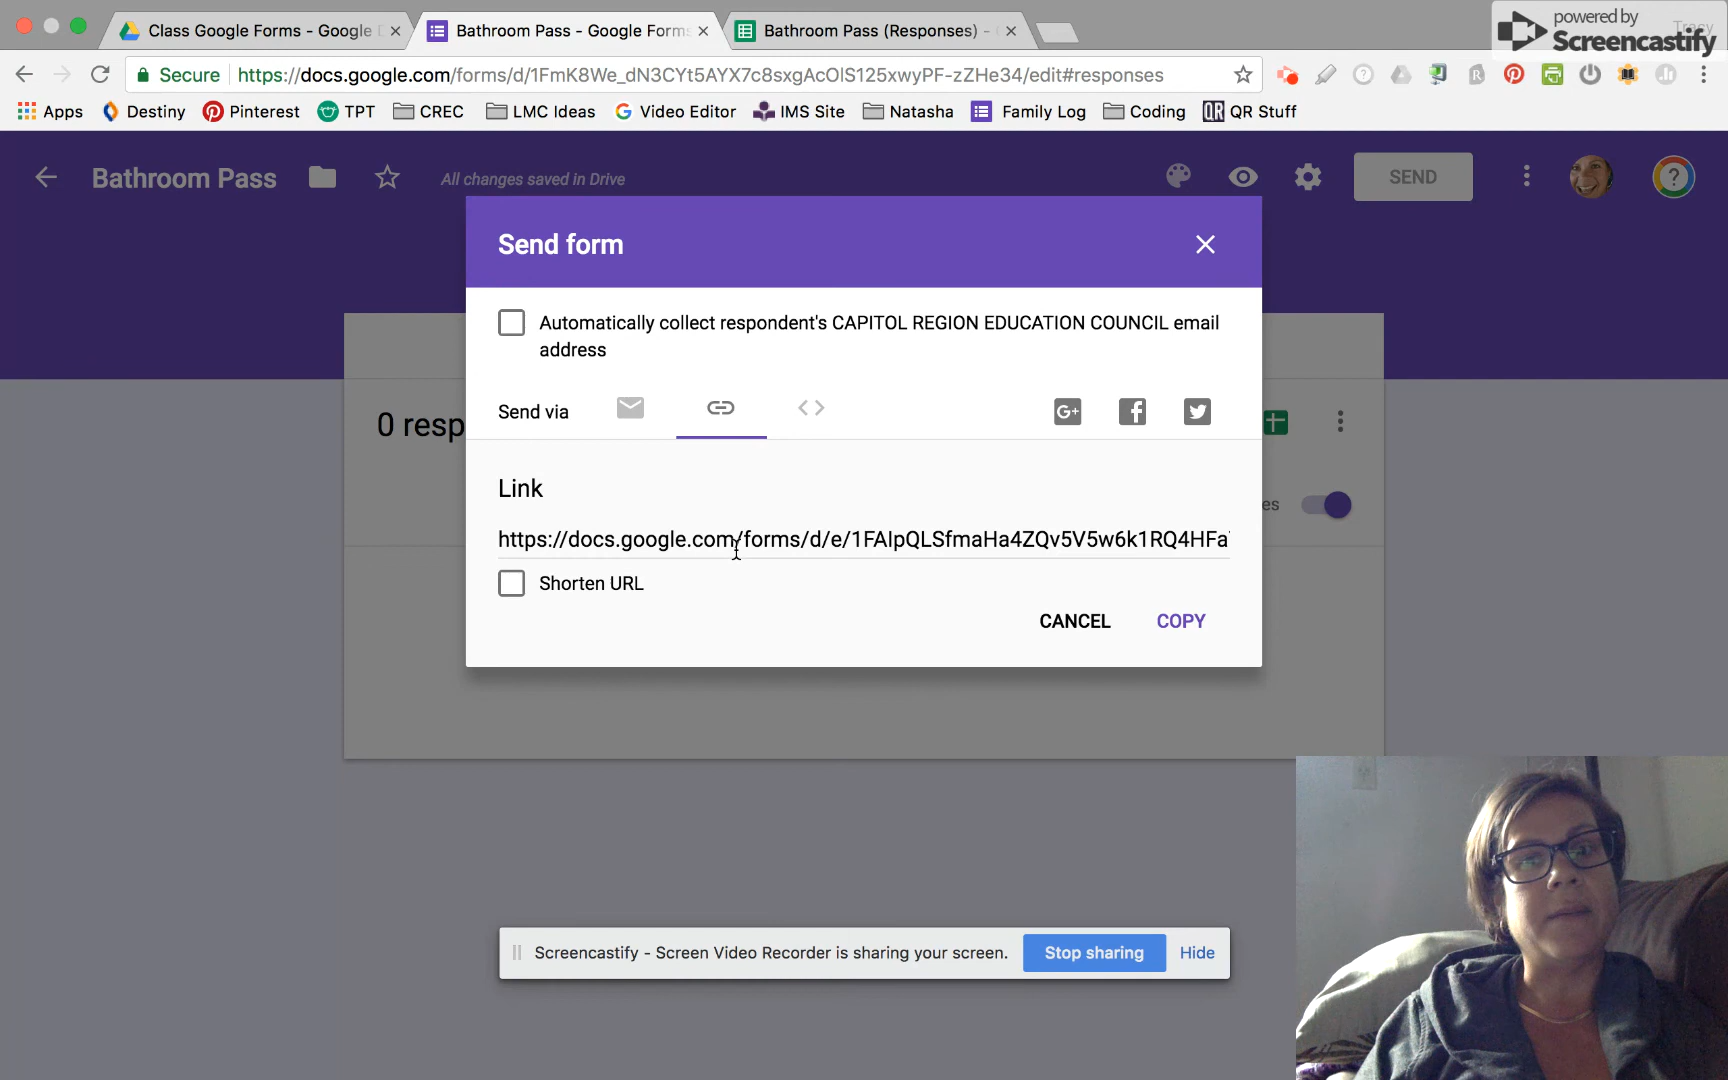 Class Google Forms - Google D
Bathroom Pass - Google Forms
Bathroom Pass (Responses) -
powered by
Screencastify
Tracy
Secure
https://docs.google.com/forms/d/1FmK8We_dN3CYt5AYX7c8sxgAcOlS125xwyPF-zZHe34/edit#responses
Apps
Destiny
Pinterest
TPT
CREC
LMC Ideas
Video Editor
IMS Site
Natasha
Family Log
Coding
QR Stuff
Bathroom Pass
All changes saved in Drive
SEND
Send form
Automatically collect respondent's CAPITOL REGION EDUCATION COUNCIL email
address
0 resp
Send via
es
Link
https://docs.google.com/forms/d/e/1FAIpQLSfmaHa4ZQv5V5w6k1RQ4HFa
Shorten URL
CANCEL
COPY
Screencastify - Screen Video Recorder is sharing your screen.
Stop sharing
Hide